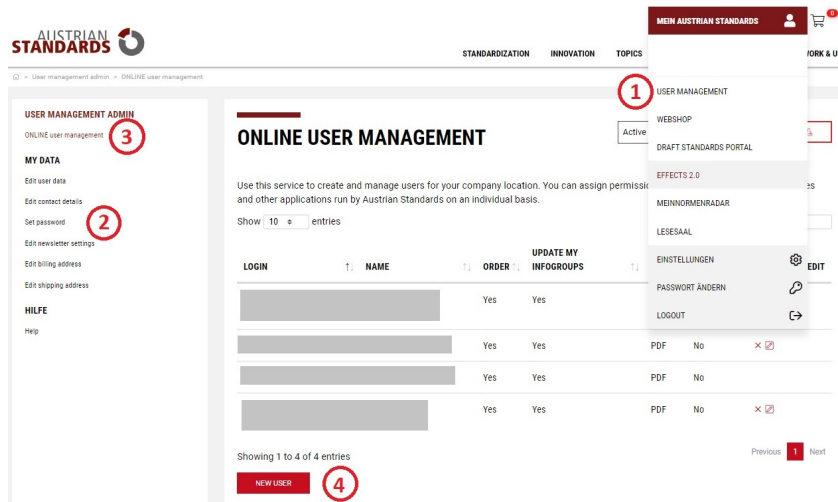 AUSTRIAN
STANDARDS
MEIN AUSTRIAN STANDARDS
0
STANDARDIZATION INNOVATION TOPICS
ORK & U
> User management admin > ONLINE user management
1
USER MANAGEMENT
WEBSHOP
DRAFT STANDARDS PORTAL
EFFECTS 2.0
MEINNORMENRADAR
LESESAAL
EINSTELLUNGEN
PASSWORT ÄNDERN
LOGOUT
USER MANAGEMENT ADMIN
ONLINE user management
3
MY DATA
Edit user data
Edit contact details
Set password
2
Edit newsletter settings
Edit billing address
Edit shipping address
HILFE
Help
ONLINE USER MANAGEMENT
Active
Use this service to create and manage users for your company location. You can assign permissio
es
and other applications run by Austrian Standards on an individual basis.
Show 10 entries
LOGIN NAME ORDER UPDATE MY INFOGROUPS EDIT
Yes Yes
Yes Yes PDF No
Yes Yes PDF No
Yes Yes PDF No
Showing 1 to 4 of 4 entries
Previous 1 Next
NEW USER
4